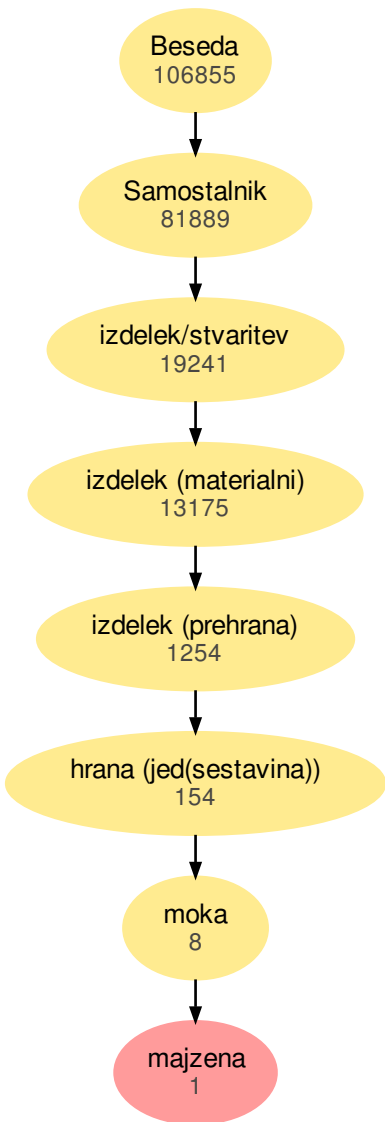 Beseda
106855
Samostalnik
81889
izdelek/stvaritev
19241
izdelek (materialni)
13175
izdelek (prehrana)
1254
hrana (jed(sestavina))
154
moka
8
majzena
1